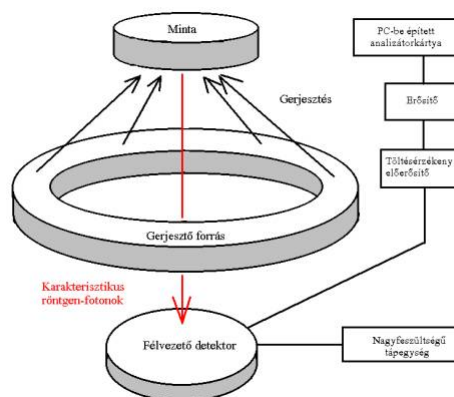 Minta
PC-be épített
analizátorkártya
Gerjesztés
Erősítő
Töltésérzékeny
előerősítő
Gerjesztő forrás
Karakterisztikus
röntgen-fotonok
Félvezető detektor
Nagyfeszültségű
tápegység